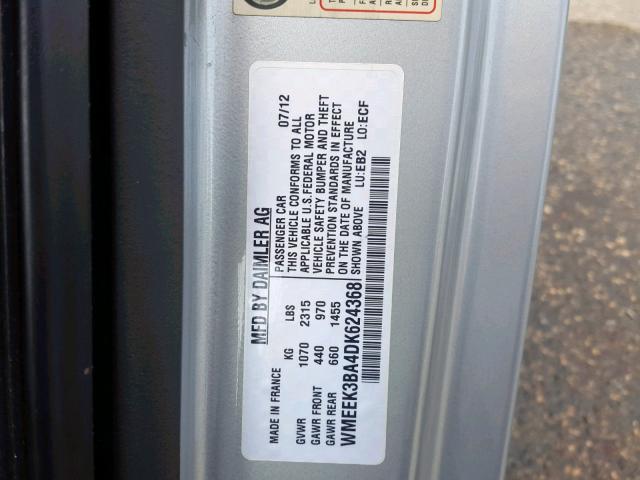 MFD BY DAIMLER AG
MADE IN FRANCE
PASSENGER CAR 07/12
THIS VEHICLE CONFORMS TO ALL
APPLICABLE U.S.FEDERAL MOTOR
VEHICLE SAFETY BUMPER AND THEFT
PREVENTION STANDARDS IN EFFECT
ON THE DATE OF MANUFACTURE
SHOWN ABOVE LU:EB2 LO:ECF
KG LBS
GVWR 1070 2315
GAWR FRONT 440 970
GAWR REAR 660 1455
WMEEK3BA4DK624368